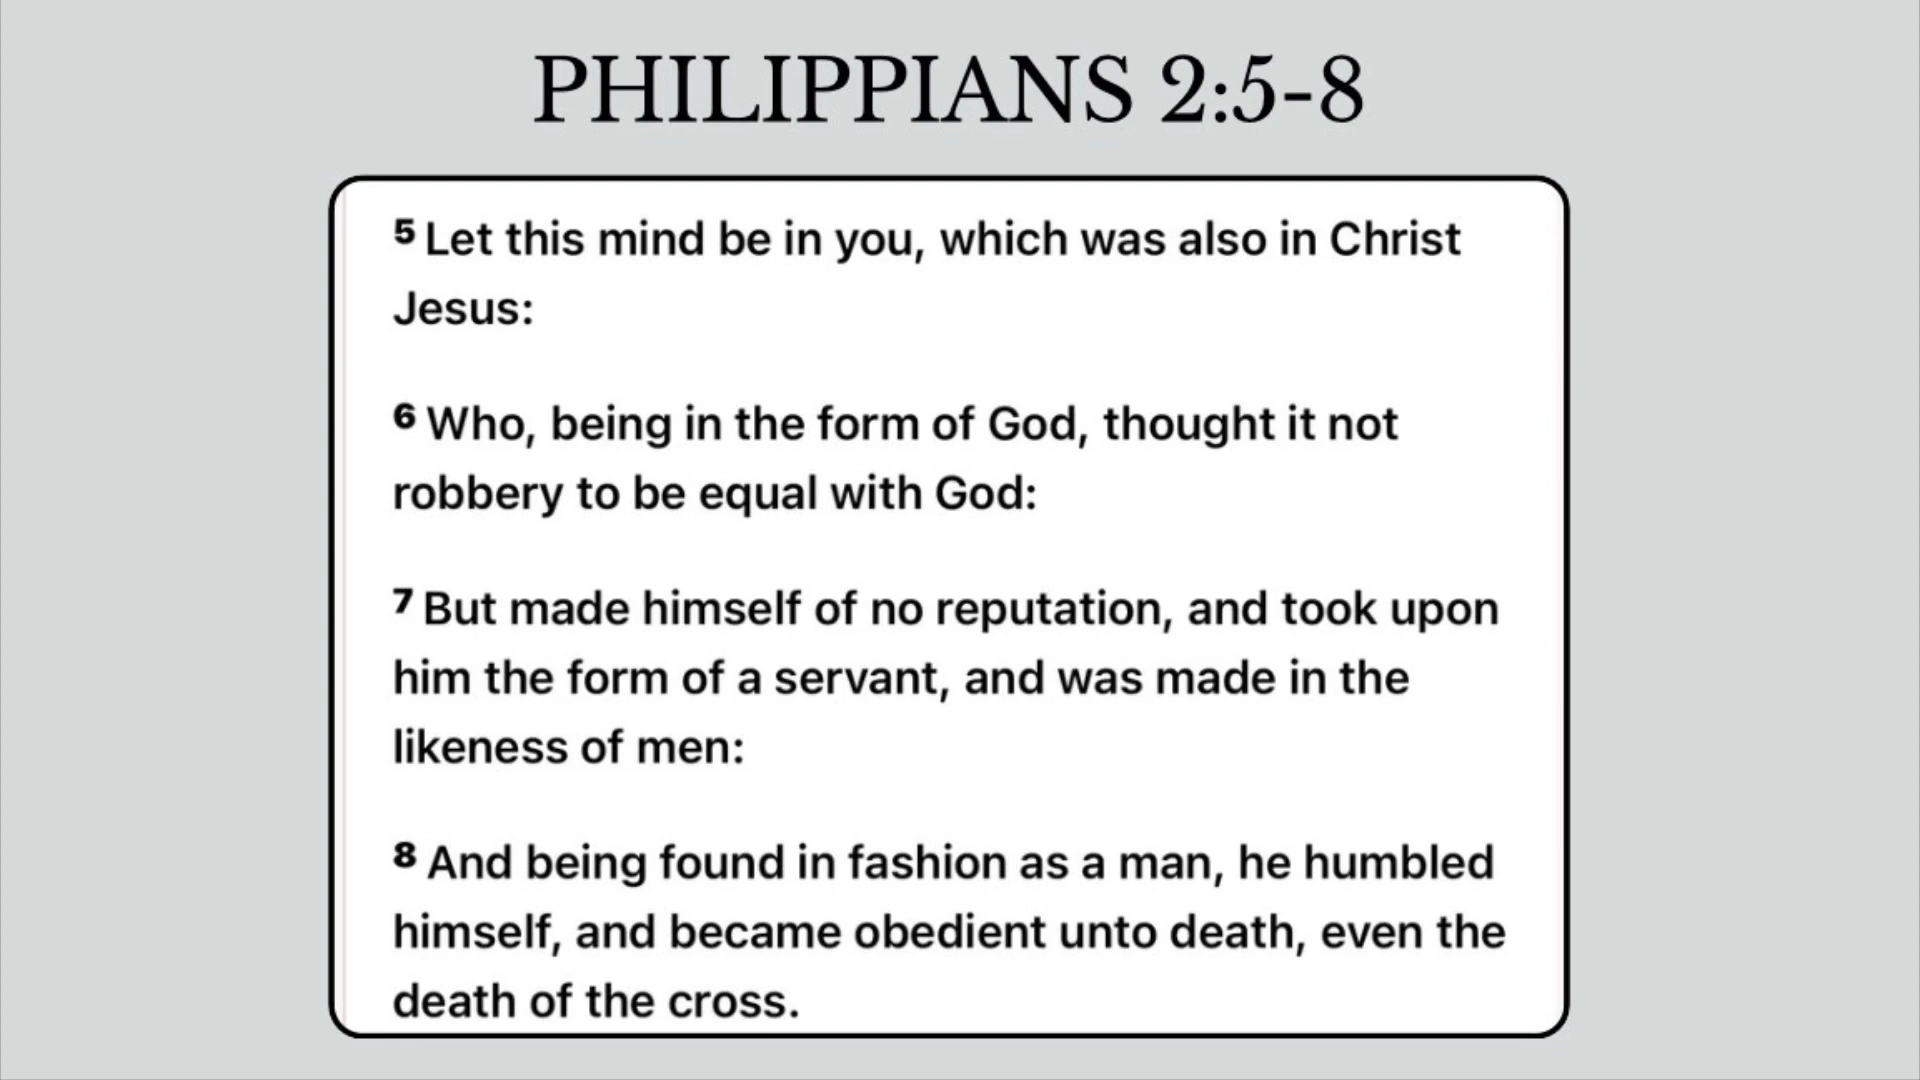 PHILIPPIANS 2:5-8
5 Let this mind be in you, which was also in Christ
Jesus:
6 Who, being in the form of God, thought it not
robbery to be equal with God:
7 But made himself of no reputation, and took upon
him the form of a servant, and was made in the
likeness of men:
8 And being found in fashion as a man, he humbled
himself, and became obedient unto death, even the
death of the cross.